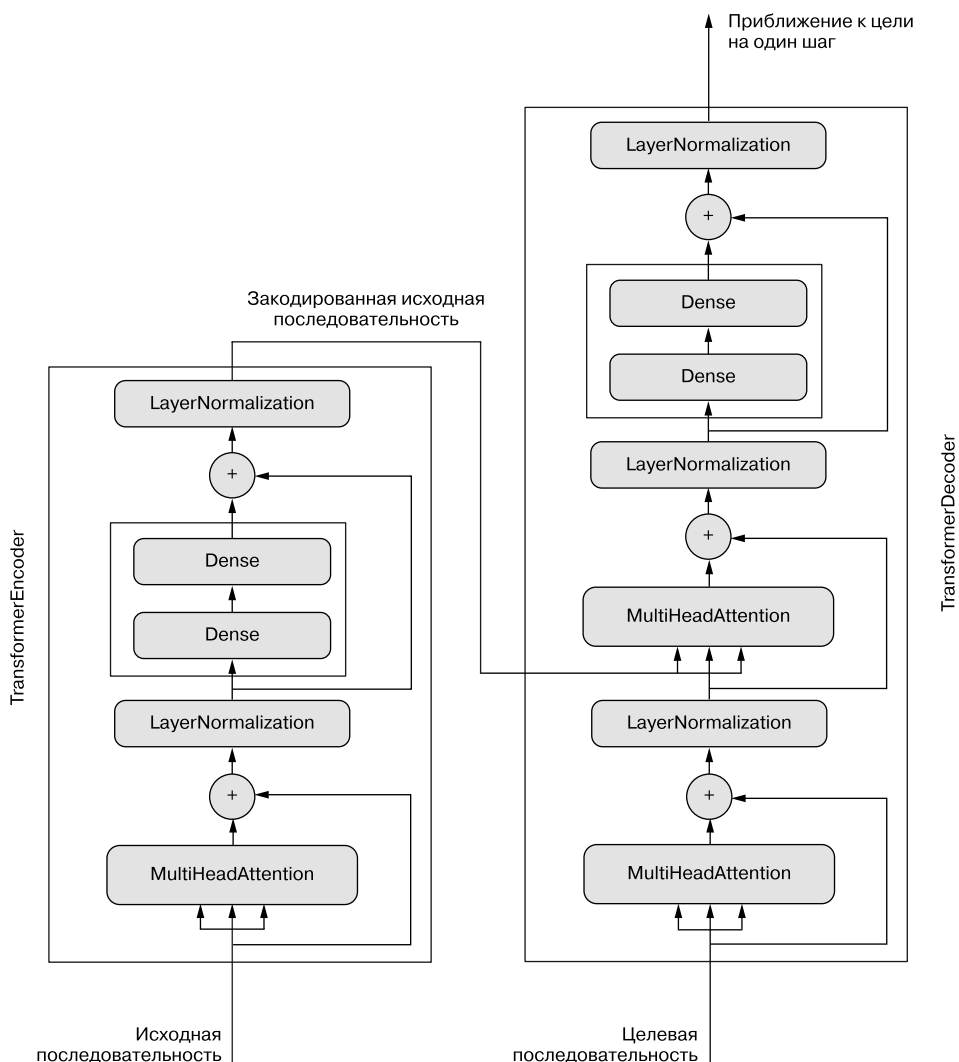 Приближение к цели
на один шаг
LayerNormalization
+
Dense
Dense
LayerNormalization
+
MultiHeadAttention
LayerNormalization
+
MultiHeadAttention
TransformerDecoder
Целевая
последовательность
Закодированная исходная
последовательность
LayerNormalization
+
Dense
Dense
LayerNormalization
+
MultiHeadAttention
TransformerEncoder
Исходная
последовательность